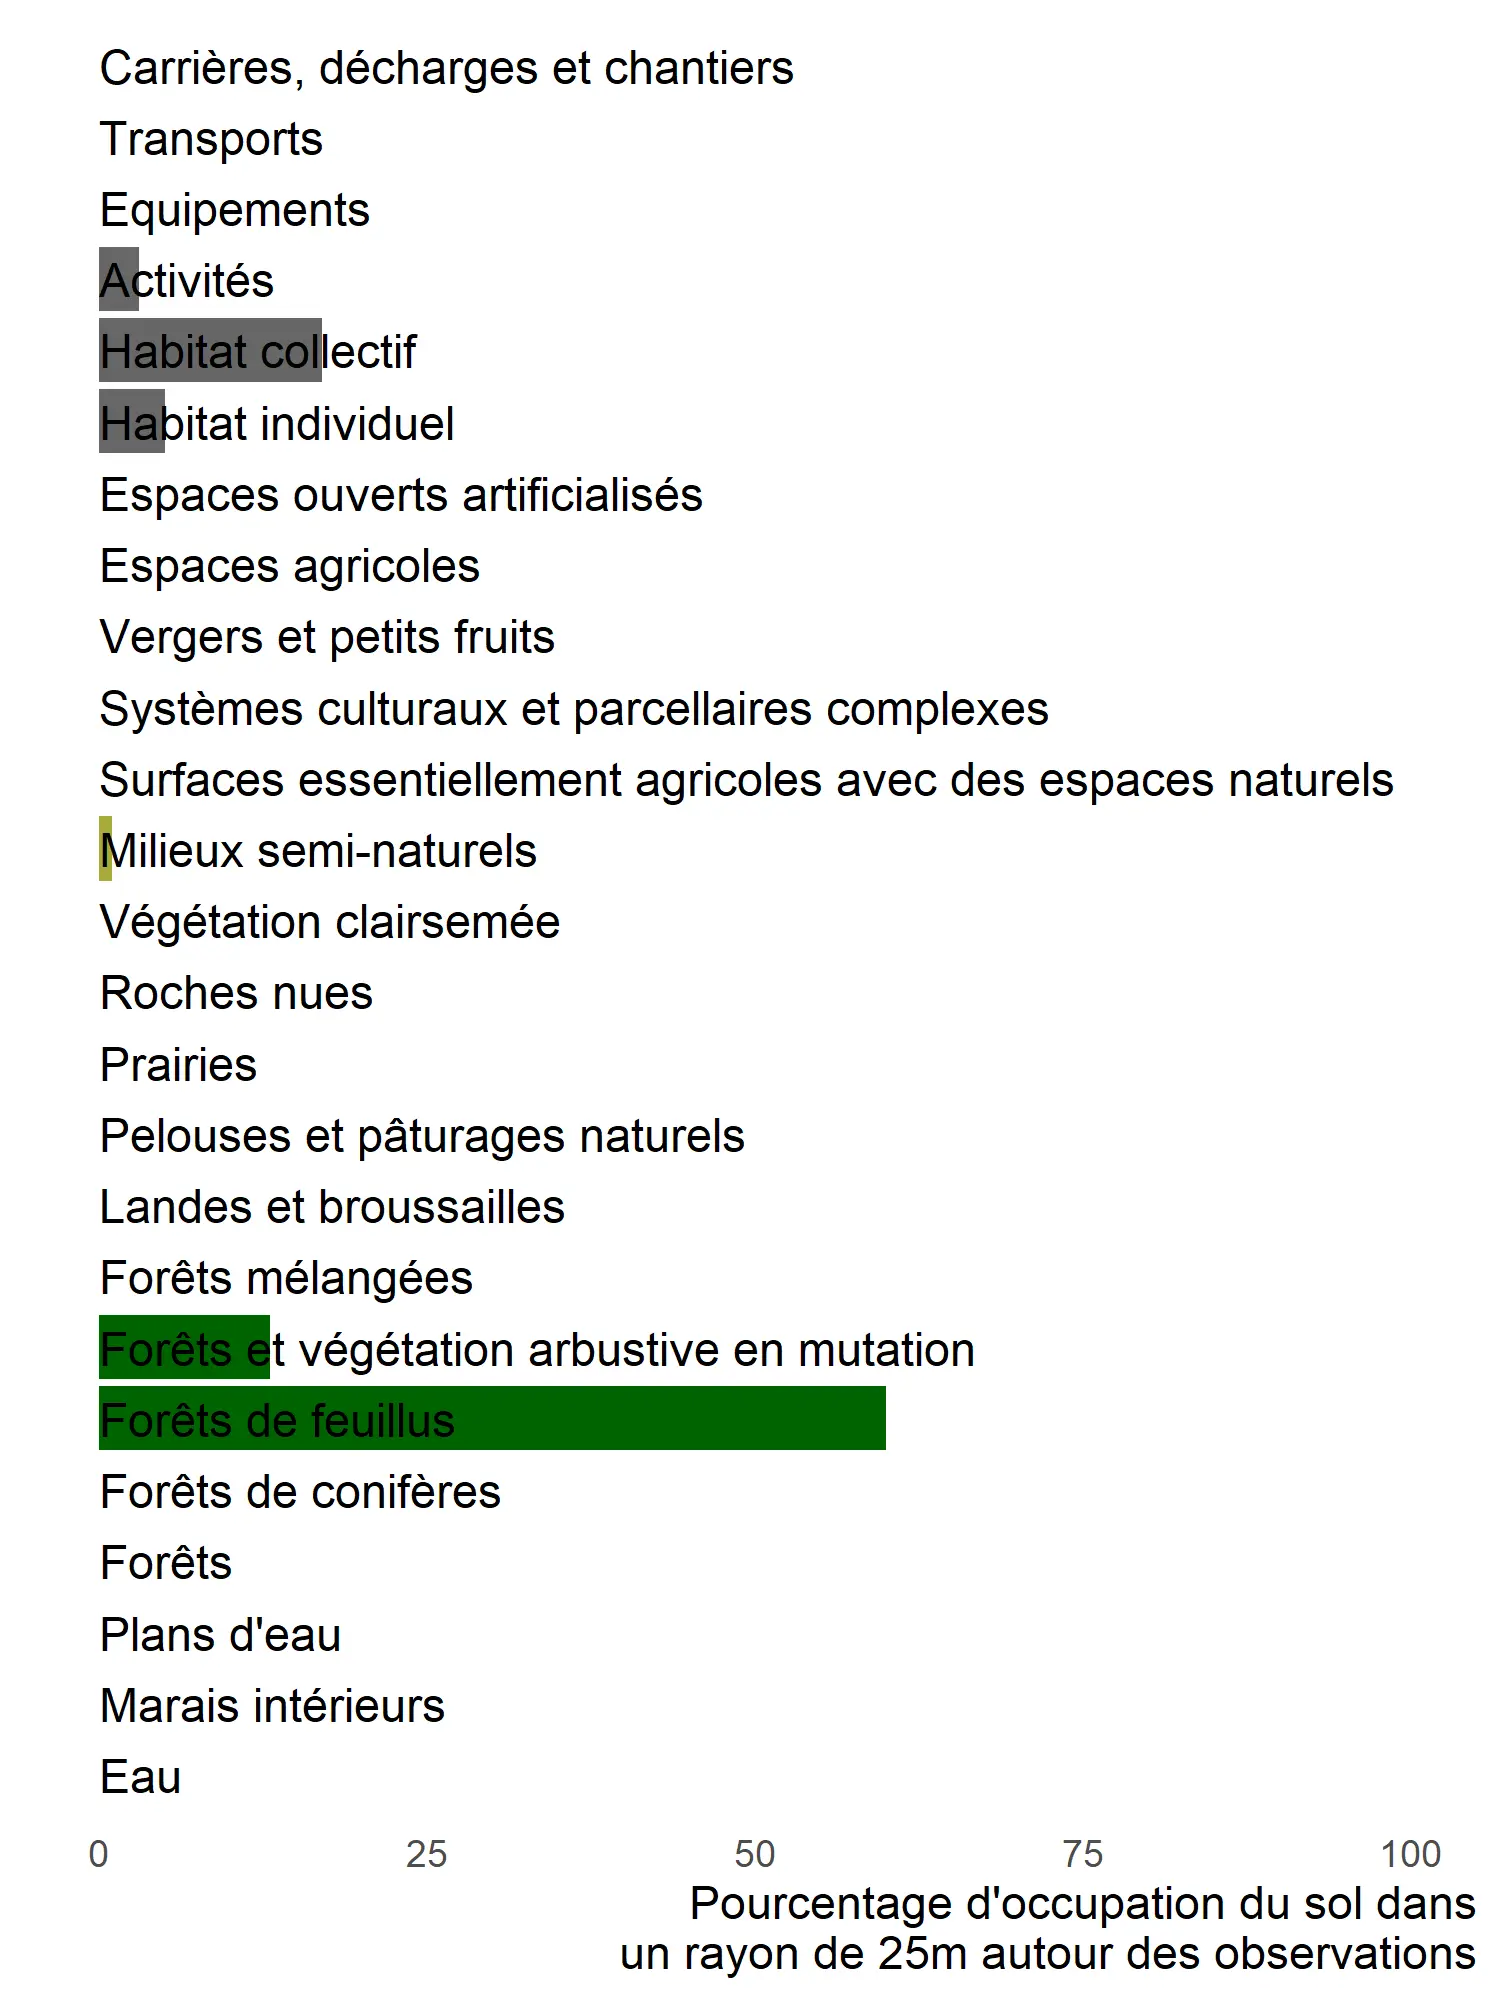 Carrières, décharges et chantiers
Transports
Equipements
Activités
Habitat collectif
Habitat individuel
Espaces ouverts artificialisés
Espaces agricoles
Vergers et petits fruits
Systèmes culturaux et parcellaires complexes
Surfaces essentiellement agricoles avec des espaces naturels
Milieux semi-naturels
Végétation clairsemée
Roches nues
Prairies
Pelouses et pâturages naturels
Landes et broussailles
Forêts mélangées
Forêts et végétation arbustive en mutation
Forêts de feuillus
Forêts de conifères
Forêts
Plans d'eau
Marais intérieurs
Eau
0 25 50 75 100
Pourcentage d'occupation du sol dans
un rayon de 25m autour des observations